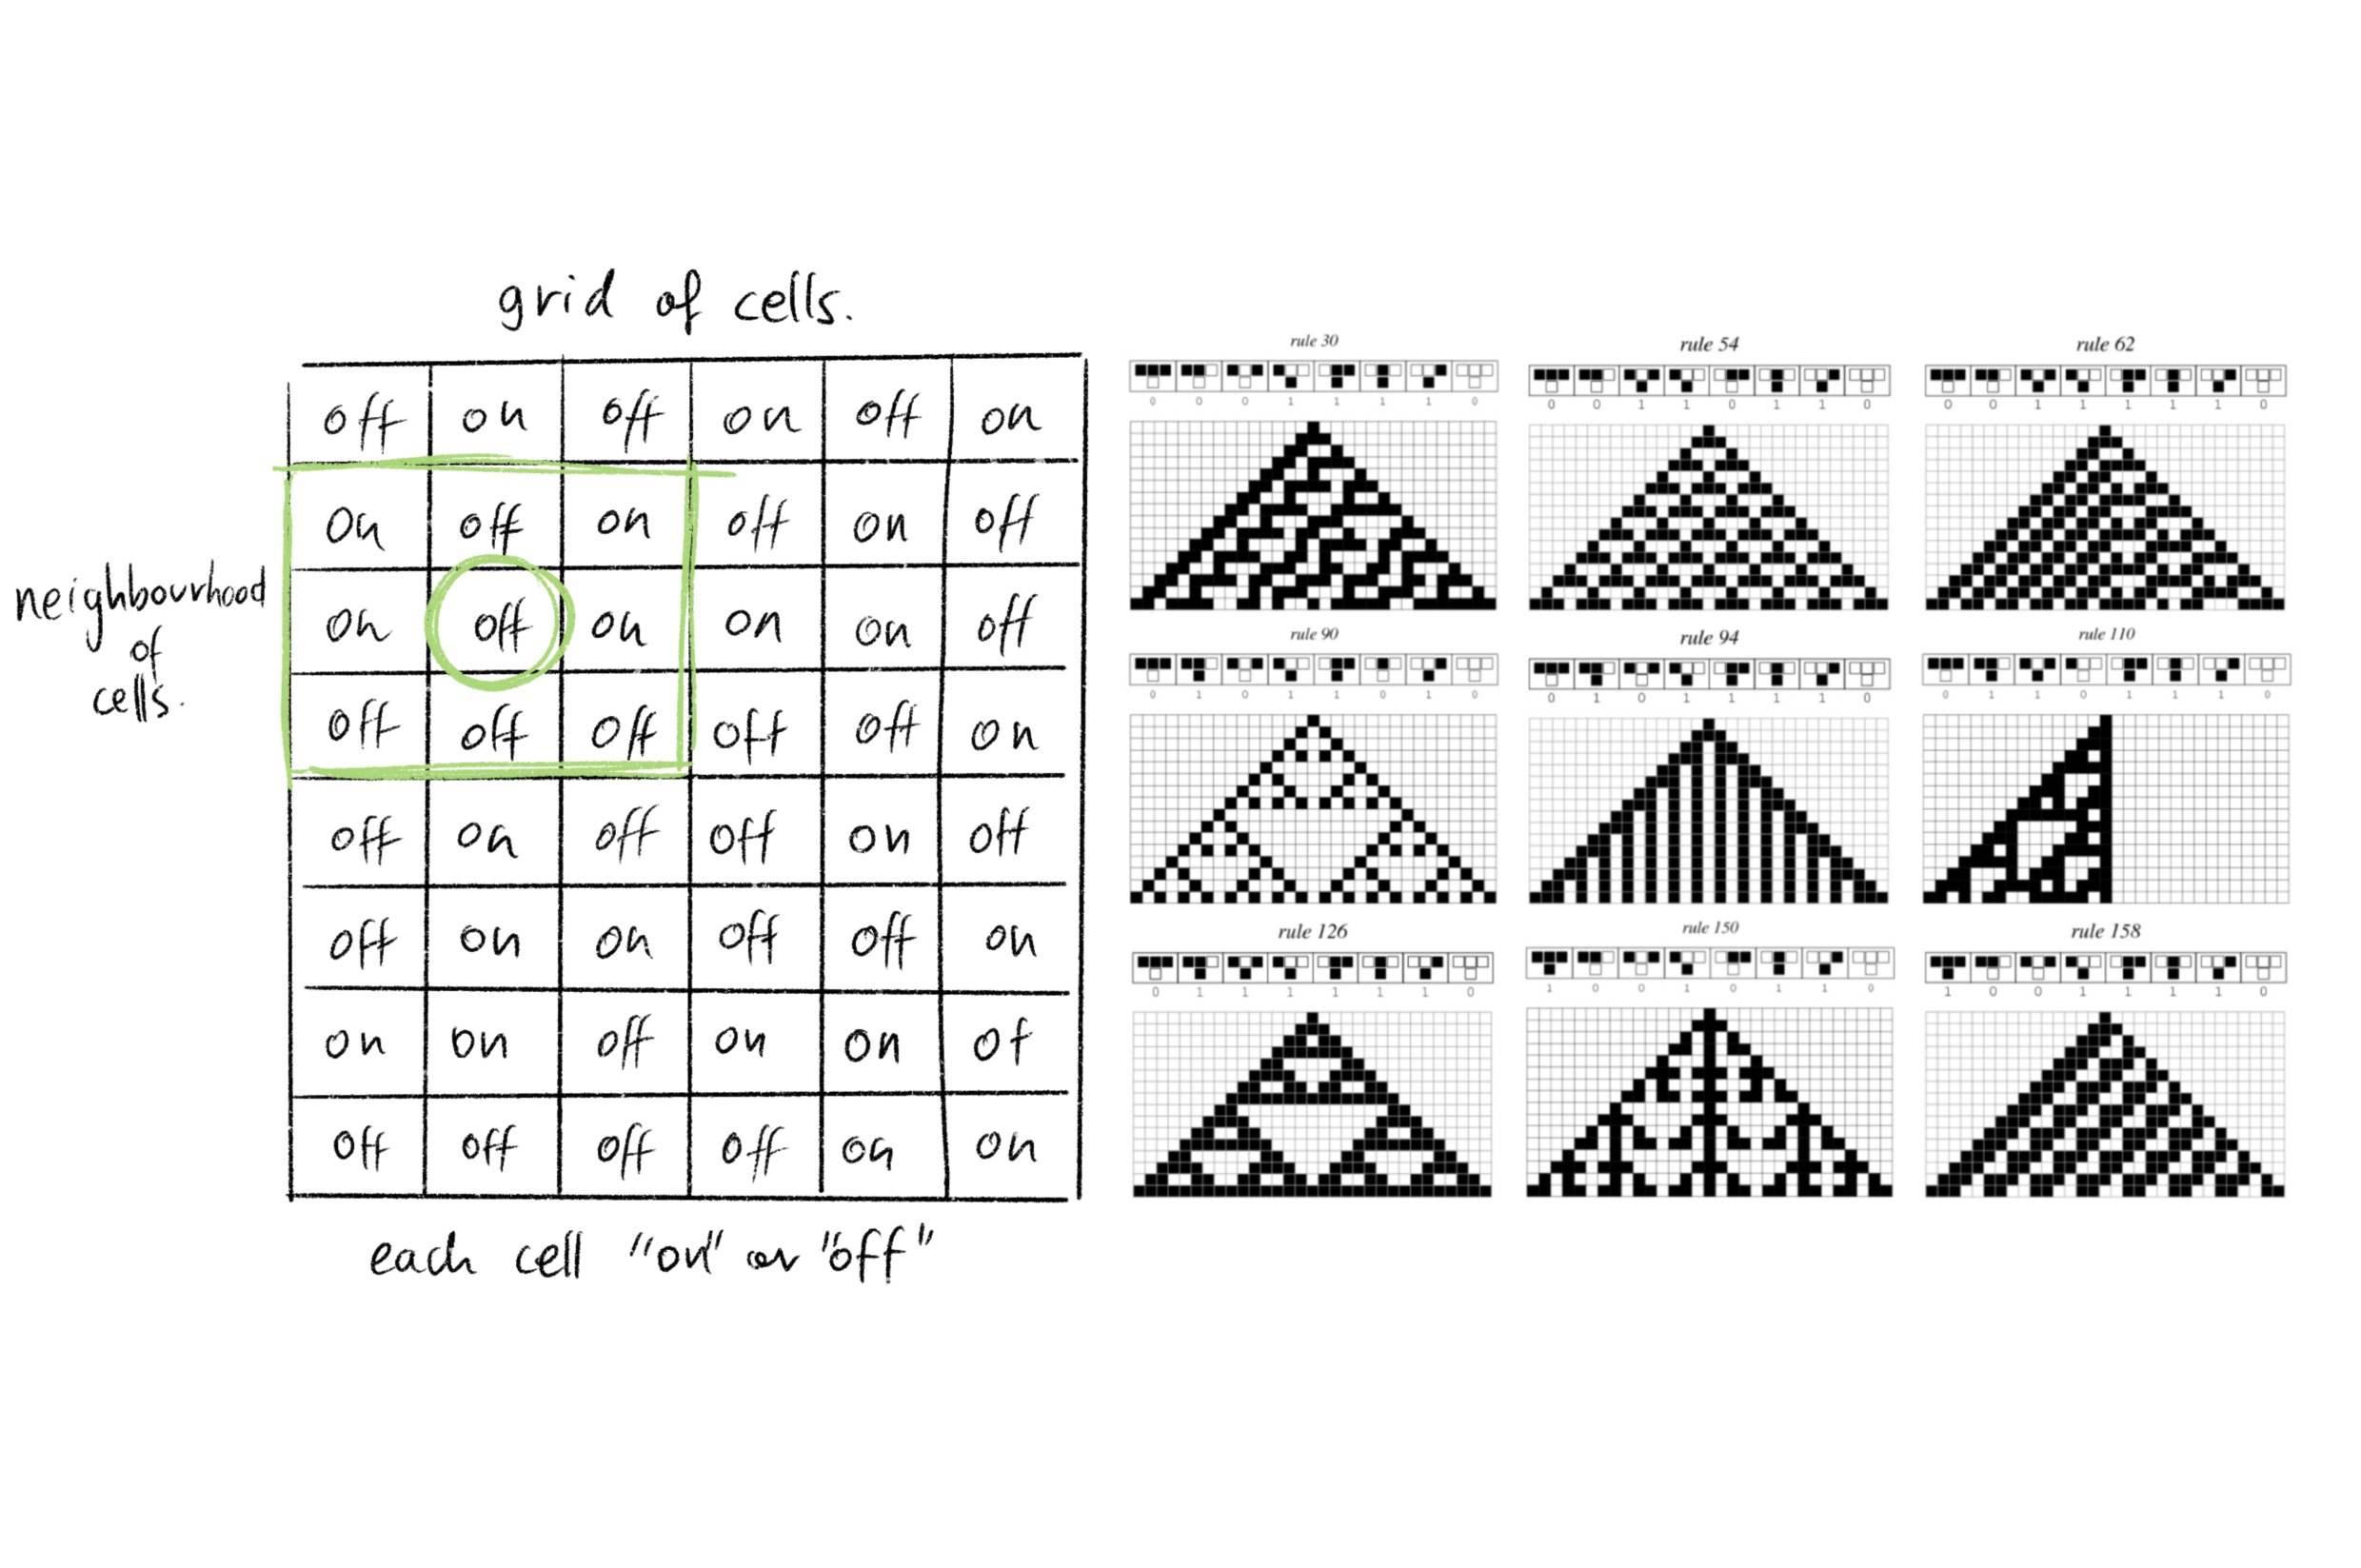 grid of cells.
off on off on off on
on off on off on off
on off on on on off
off off off off off on
off on off off on off
off on on off off on
on on off on on of
off off off off on on
neighbourhood
of
cells.
each cell "on" or "off"
rule 30
0 0 0 1 1 1 1 0
rule 54
0 0 1 1 0 1 1 0
rule 62
0 0 1 1 1 1 1 0
rule 90
0 1 0 1 1 0 1 0
rule 94
0 1 0 1 1 1 1 0
rule 110
0 1 1 0 1 1 1 0
rule 126
0 1 1 1 1 1 1 0
rule 150
1 0 0 1 0 1 1 0
rule 158
1 0 0 1 1 1 1 0